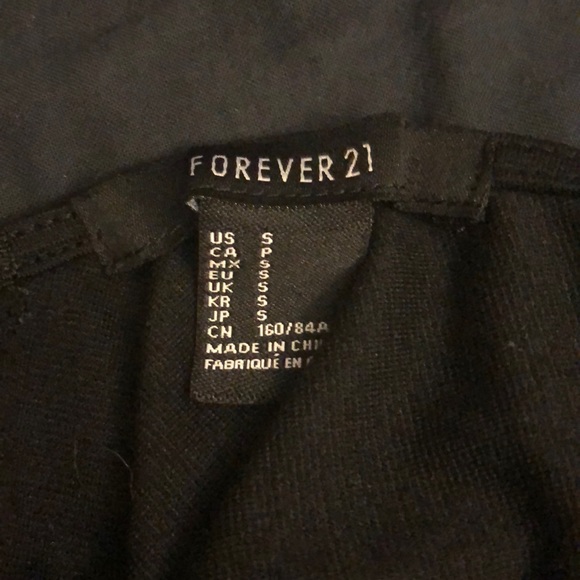 FOREVER 21
US S
CA P
MX S
EU S
UK S
KR S
JP S
CN 160/84A
MADE IN
FABRIQUÉ EN